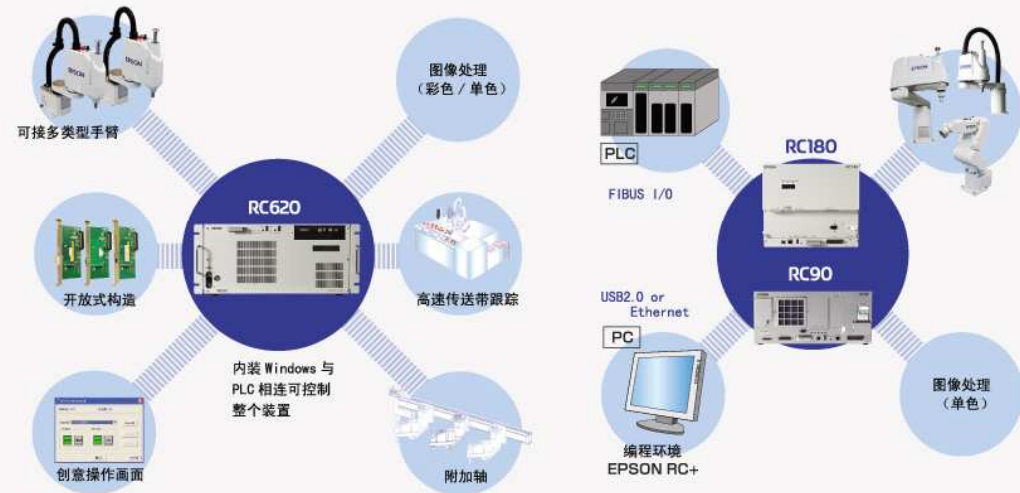 EPSON
EPSON
可接多类型手臂
图像处理
（彩色 / 单色）
RC620
开放式构造
高速传送带跟踪
内装 Windows 与
PLC 相连可控制
整个装置
创意操作画面
附加轴
PLC
FIBUS I/O
EPSON
RC180
RC90
USB2.0 or
Ethernet
PC
编程环境
EPSON RC+
图像处理
（单色）